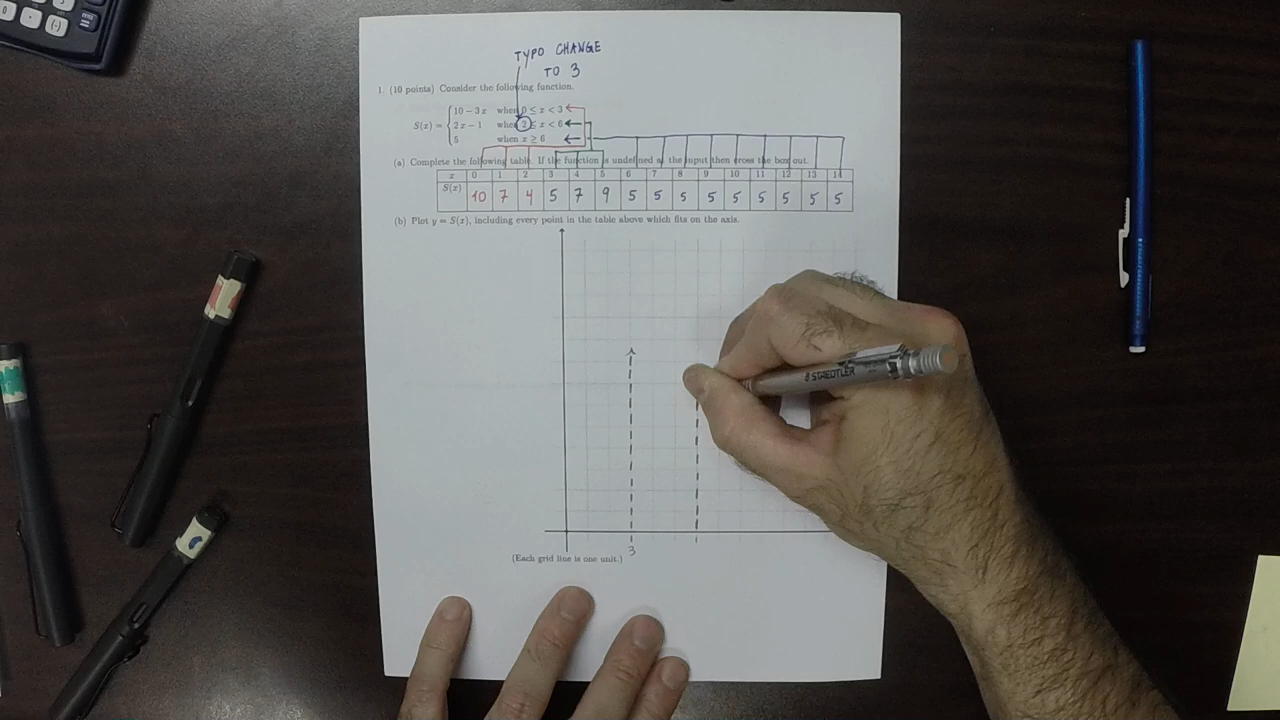 TYPO CHANGE
TO 3
1. (10 points) Consider the following function.
S(x) = { 10 − 3x when 0 ≤ x < 3
2x − 1 when 2 ≤ x < 6
5 when x ≥ 6
(a) Complete the following table. If the function is undefined at the input then cross the box out.
x 0 1 2 3 4 5 6 7 8 9 10 11 12 13 14
S(x) 10 7 4 5 7 9 5 5 5 5 5 5 5 5 5
(b) Plot y = S(x), including every point in the table above which fits on the axis.
3
(Each grid line is one unit.)
STAEDTLER